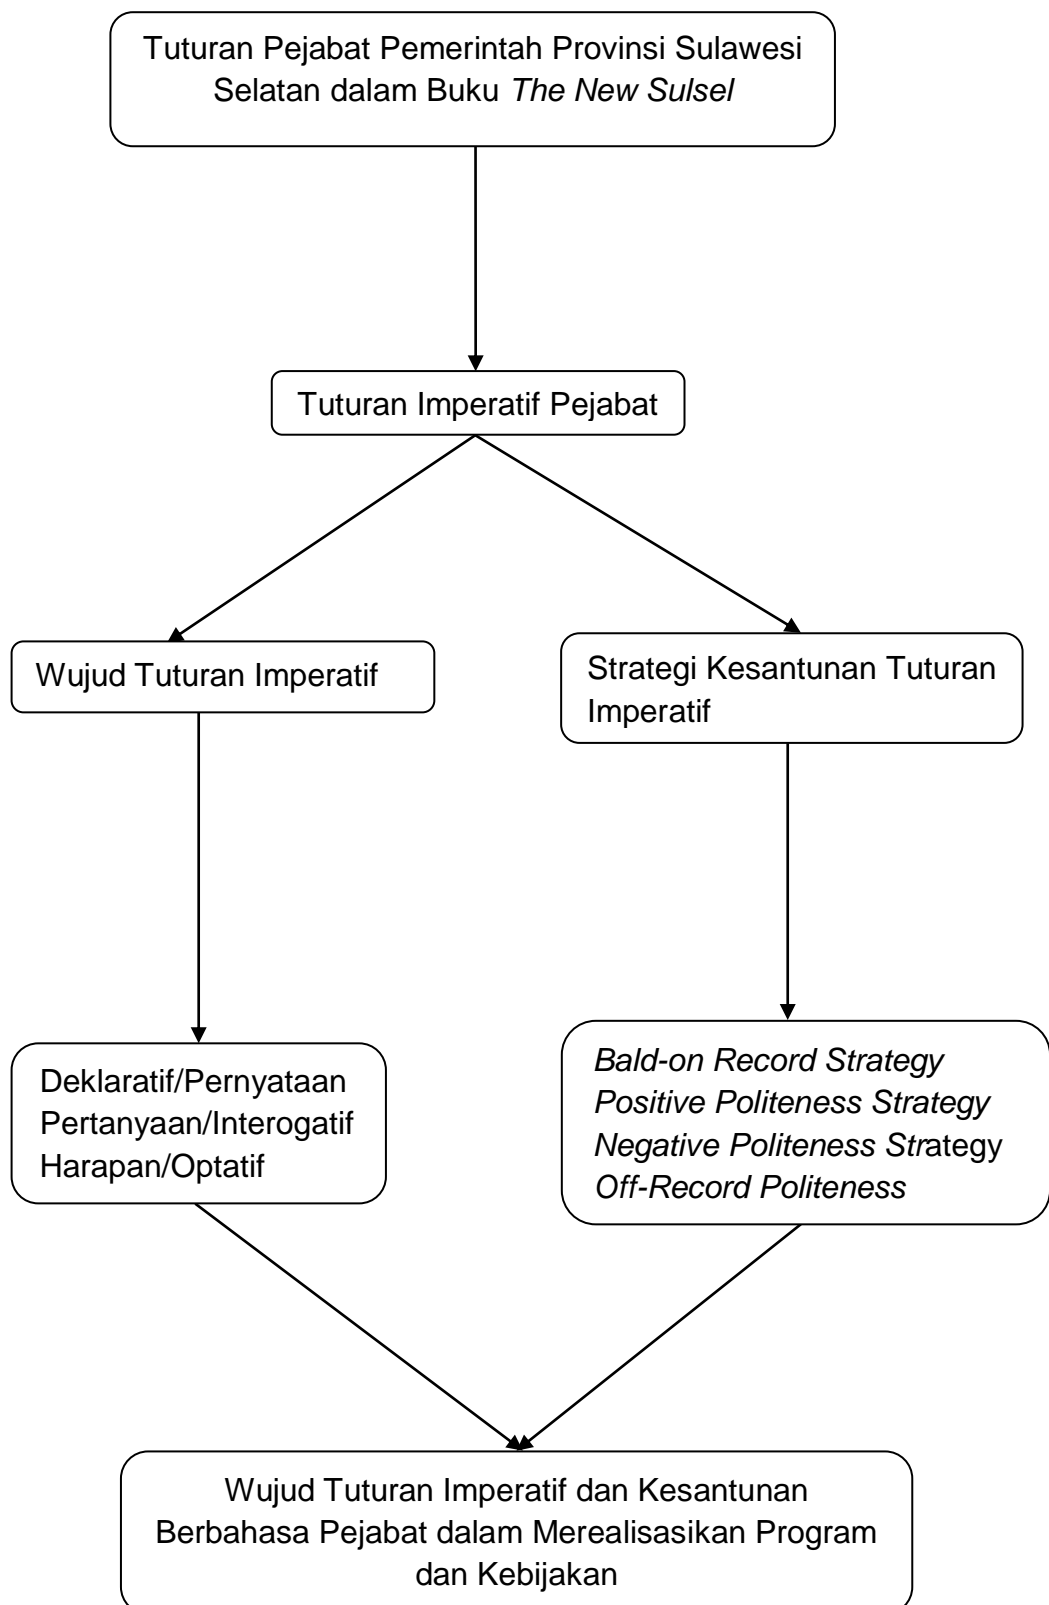 Tuturan Pejabat Pemerintah Provinsi Sulawesi
Selatan dalam Buku The New Sulsel
Tuturan Imperatif Pejabat
Wujud Tuturan Imperatif
Strategi Kesantunan Tuturan
Imperatif
Deklaratif/Pernyataan
Pertanyaan/Interogatif
Harapan/Optatif
Bald-on Record Strategy
Positive Politeness Strategy
Negative Politeness Strategy
Off-Record Politeness
Wujud Tuturan Imperatif dan Kesantunan
Berbahasa Pejabat dalam Merealisasikan Program
dan Kebijakan